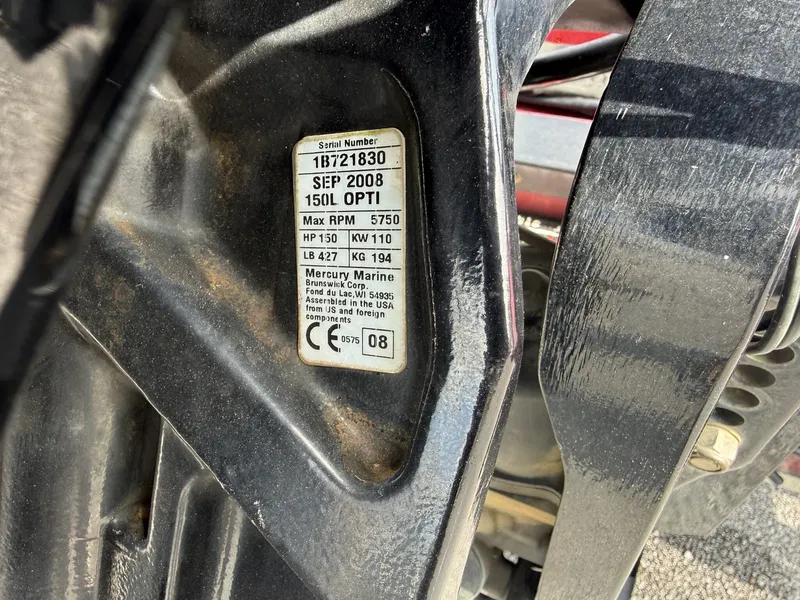 Serial Number
1B721830
SEP 2008
150L OPTI
Max RPM 5750
HP 150 KW 110
LB 427 KG 194
Mercury Marine
Brunswick Corp.
Fond du Lac, WI 54935
Assembled in the USA
from US and foreign
components
CE 0575 08